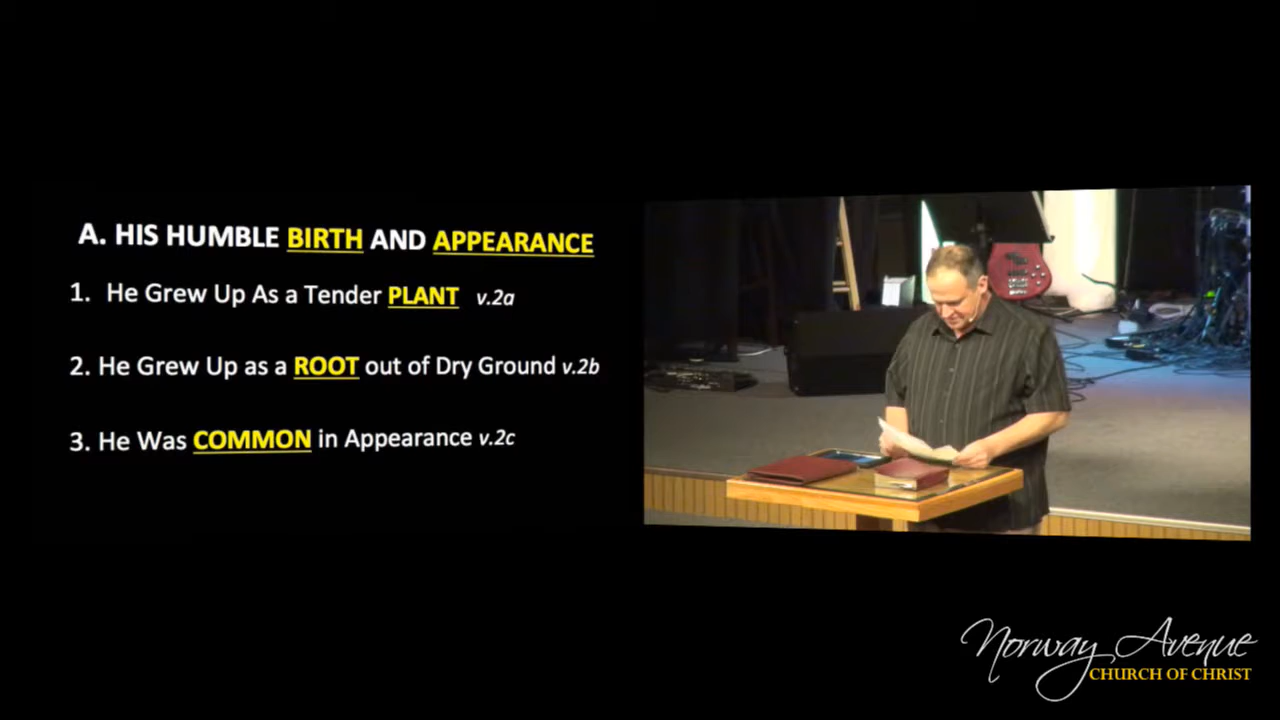 A. HIS HUMBLE BIRTH AND APPEARANCE
1. He Grew Up As a Tender PLANT v.2a
2. He Grew Up as a ROOT out of Dry Ground v.2b
3. He Was COMMON in Appearance v.2c
Norway Avenue
CHURCH OF CHRIST